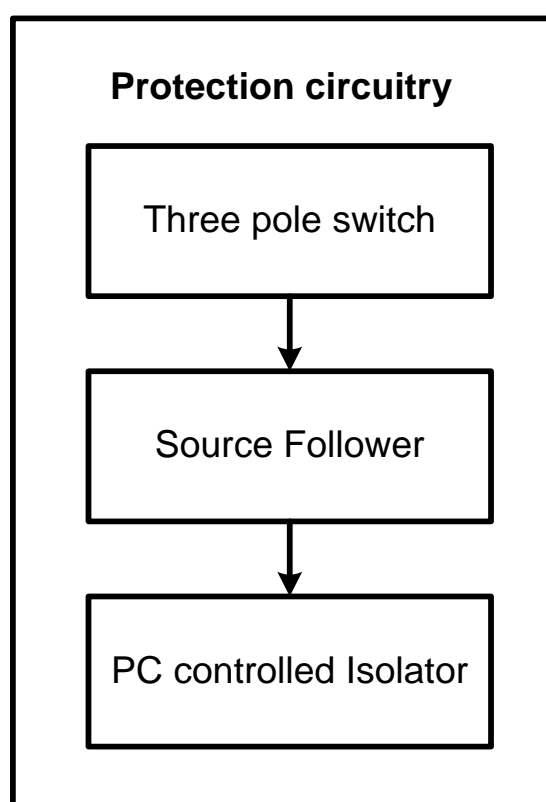 Protection circuitry
Three pole switch
Source Follower
PC controlled Isolator